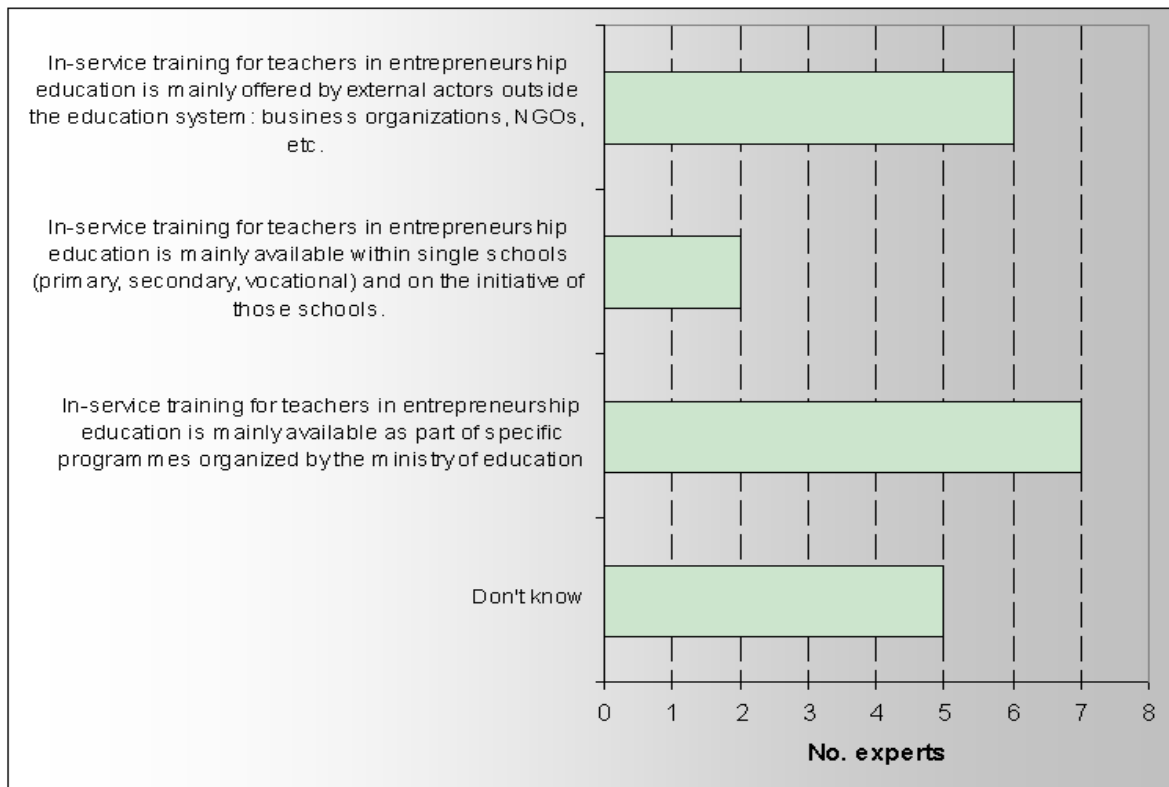 In-service training for teachers in entrepreneurship
education is mainly offered by external actors outside
the education system: business organizations, NGOs,
etc.
In-service training for teachers in entrepreneurship
education is mainly available within single schools
(primary, secondary, vocational) and on the initiative of
those schools.
In-service training for teachers in entrepreneurship
education is mainly available as part of specific
programmes organized by the ministry of education
Don't know
0 1 2 3 4 5 6 7 8
No. experts